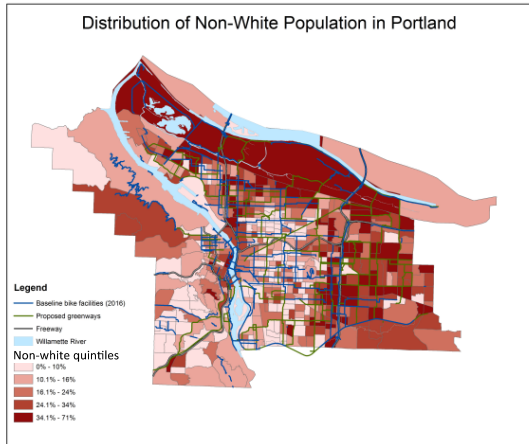 Distribution of Non-White Population in Portland
Legend
Baseline bike facilities (2016)
Proposed greenways
Freeway
Willamette River
Non-white quintiles
0% - 10%
10.1% - 16%
16.1% - 24%
24.1% - 34%
34.1% - 71%